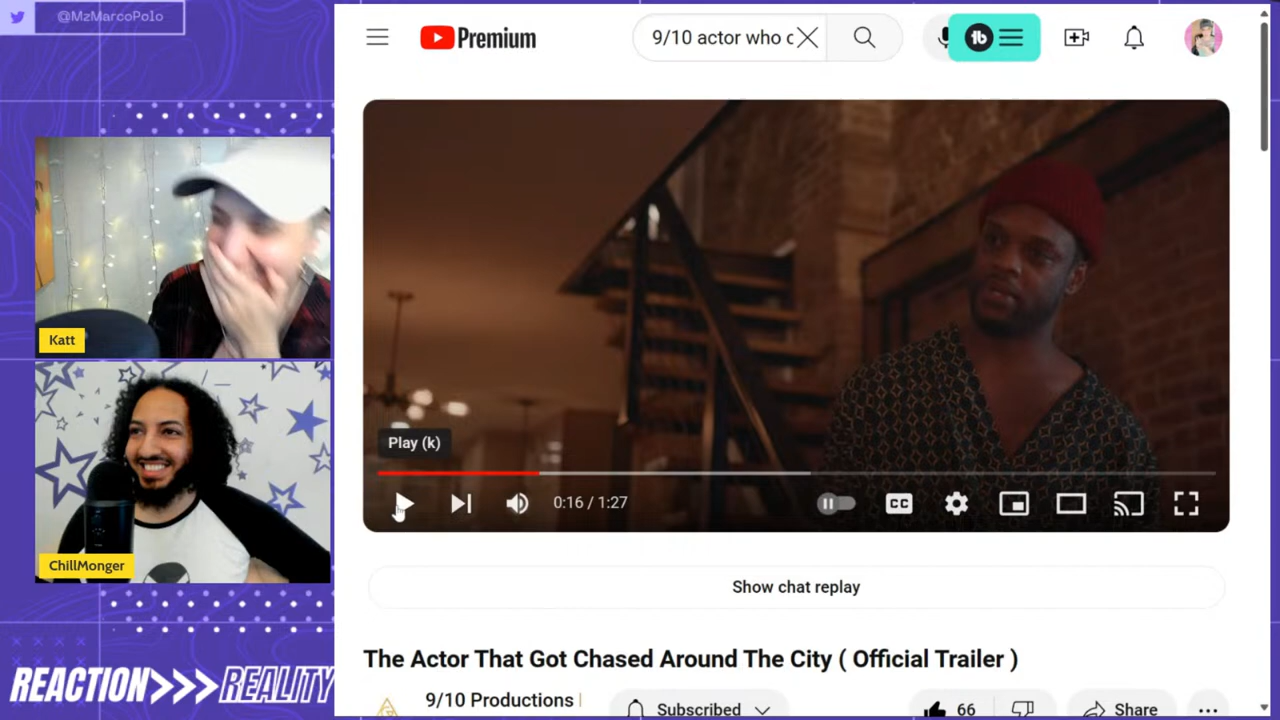 @MzMarcoPolo
Premium
9/10 actor who c
Katt
ChillMonger
Play (k)
0:16 / 1:27
CC
Show chat replay
The Actor That Got Chased Around The City ( Official Trailer )
9/10 Productions
Subscribed
66
Share
REACTION>>>REALITY